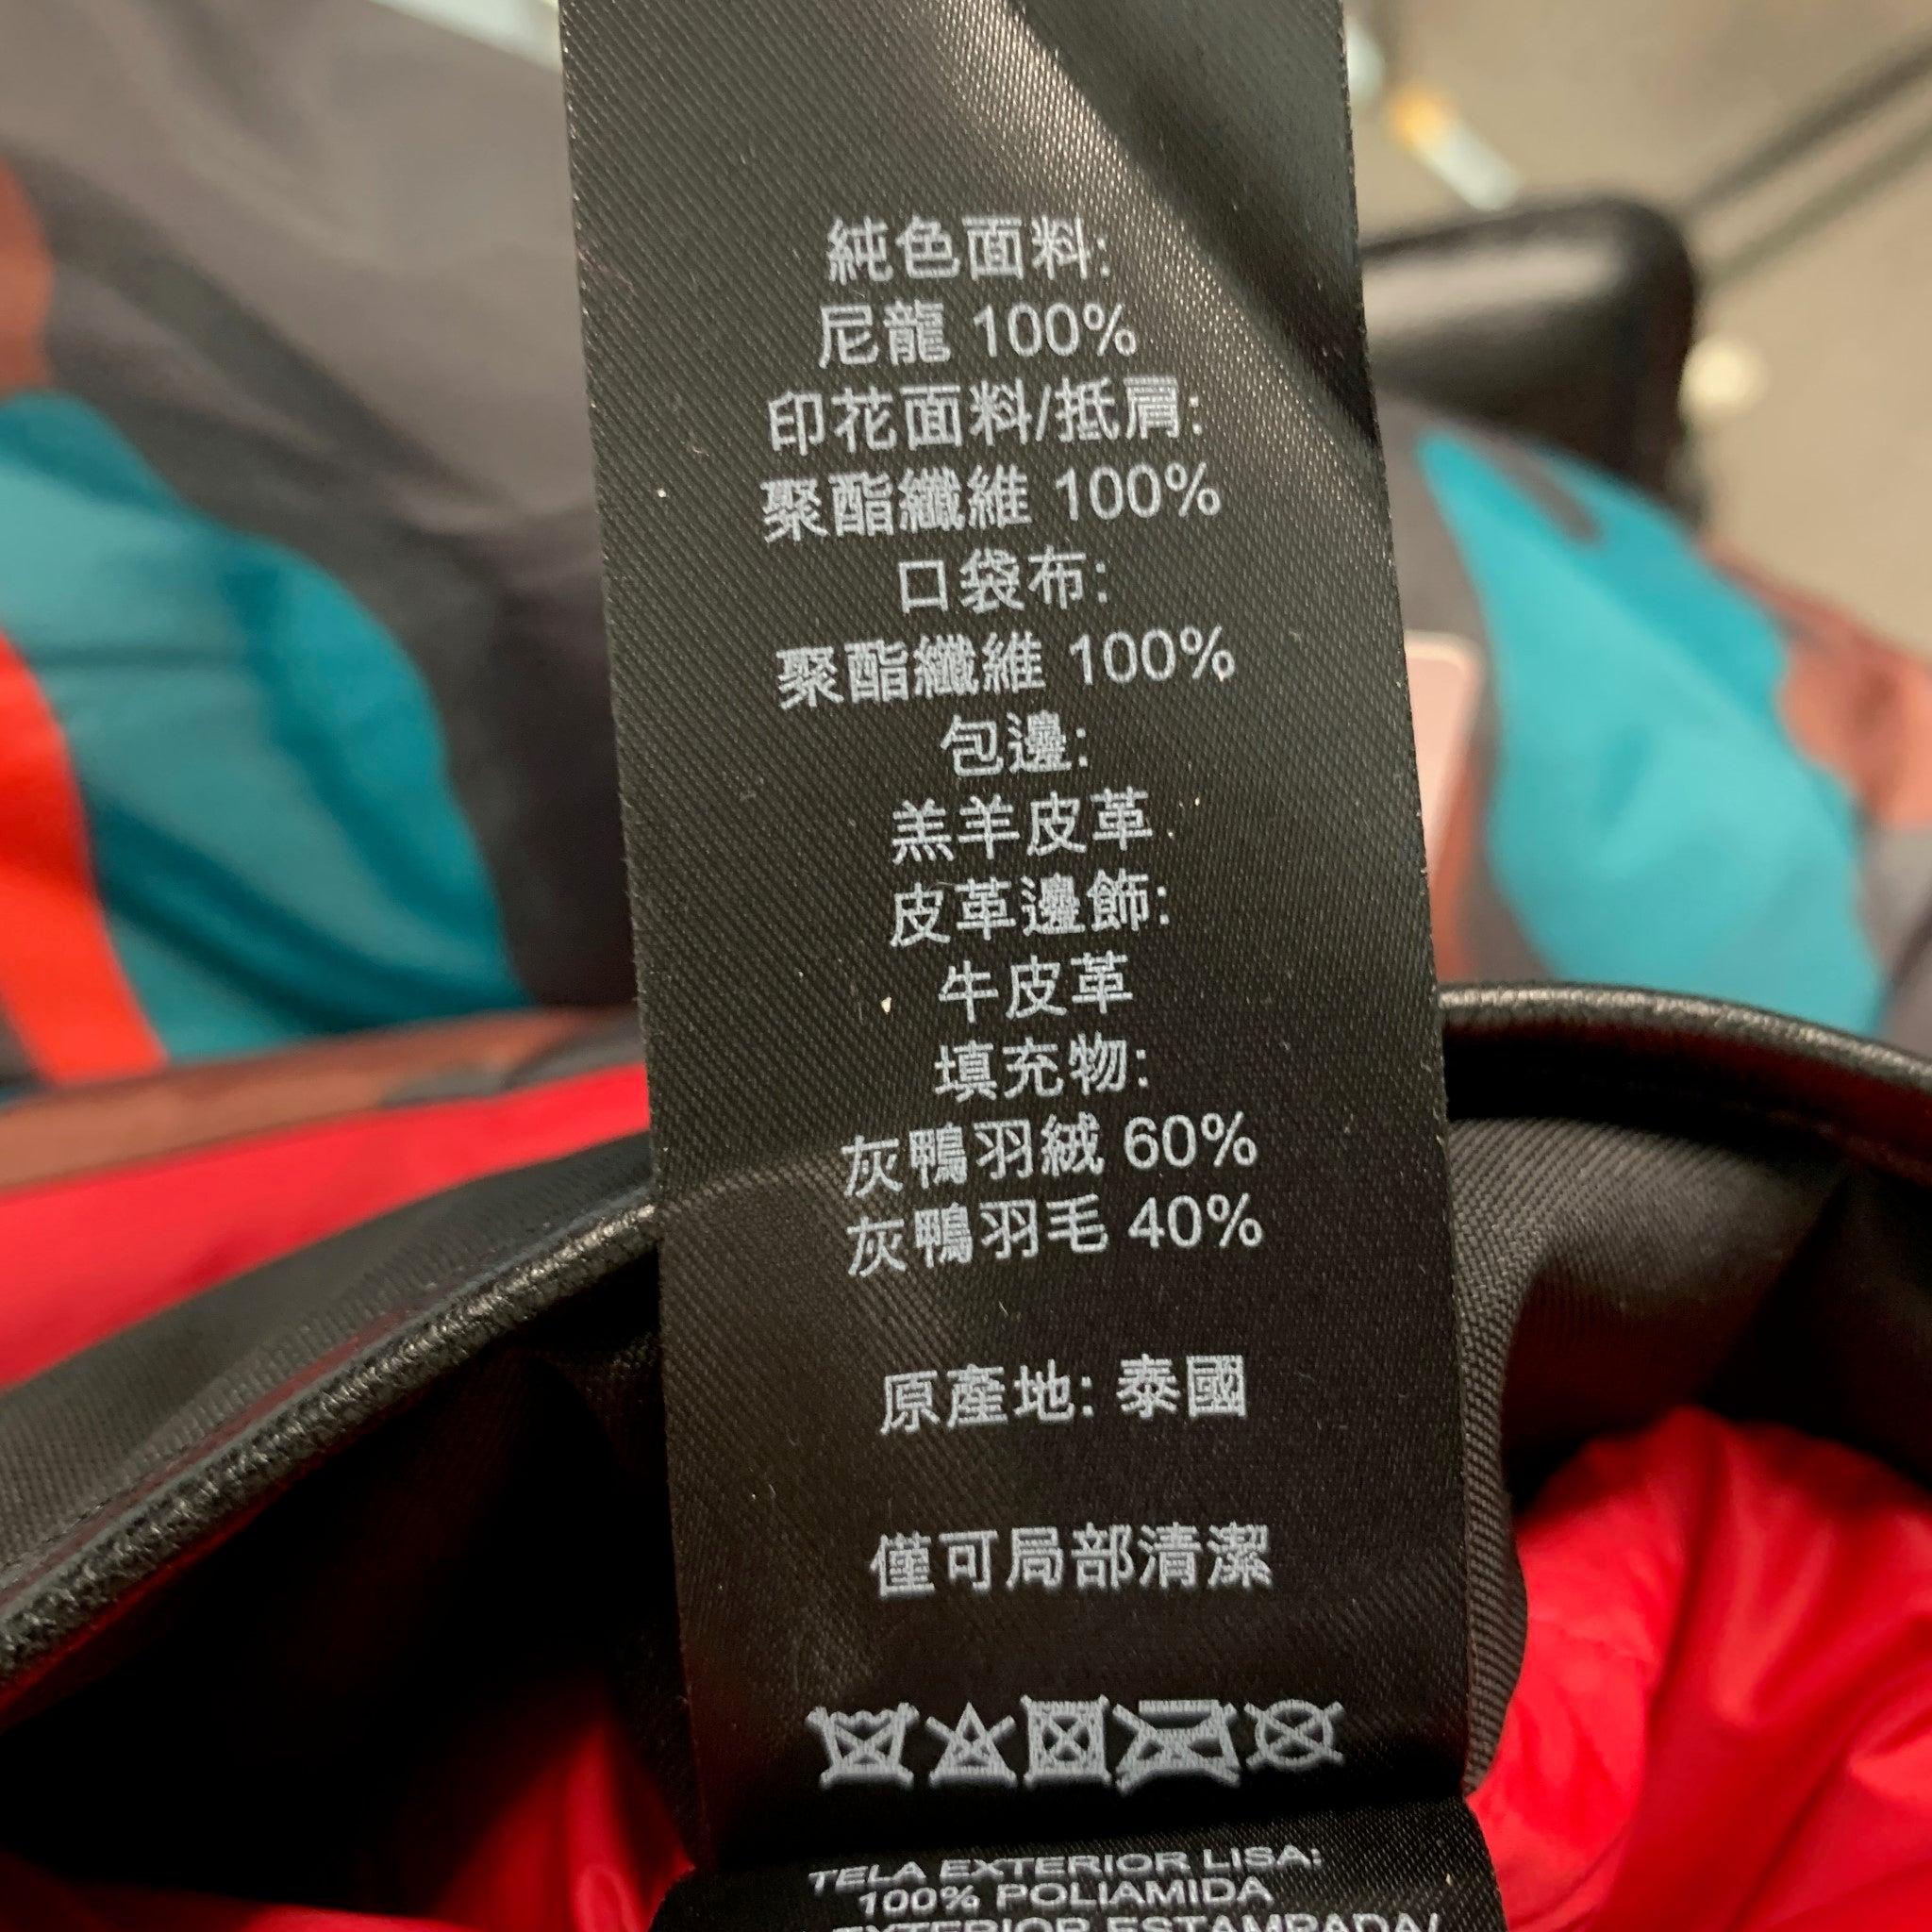 純色面料:
尼龍 100%
印花面料/抵肩:
聚酯纖維 100%
口袋布:
聚酯纖維 100%
包邊:
羔羊皮革
皮革邊飾:
牛皮革
填充物:
灰鴨羽絨 60%
灰鴨羽毛 40%
原產地: 泰國
僅可局部清潔
TELA EXTERIOR LISA:
100% POLIAMIDA
EXTERIOR ESTAMPADA/